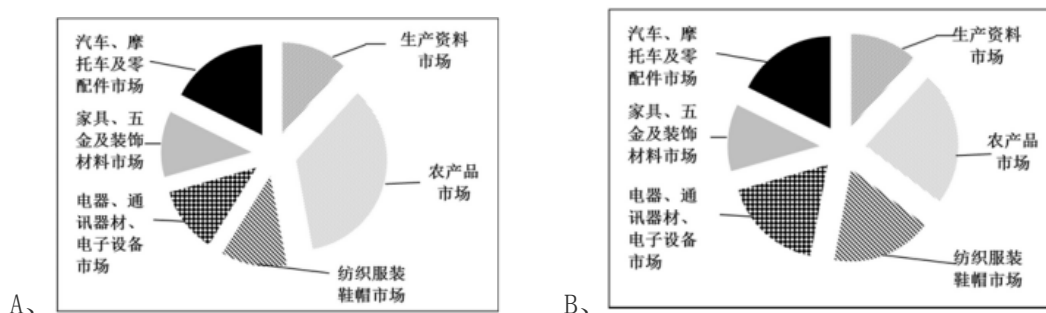 汽车、摩
托车及零
配件市场
家具、五
金及装饰
材料市场
电器、通
讯器材、
电子设备
市场
生产资料
市场
农产品
市场
纺织服装
鞋帽市场
A、
汽车、摩
托车及零
配件市场
家具、五
金及装饰
材料市场
电器、通
讯器材、
电子设备
市场
生产资料
市场
农产品
市场
纺织服装
鞋帽市场
B、